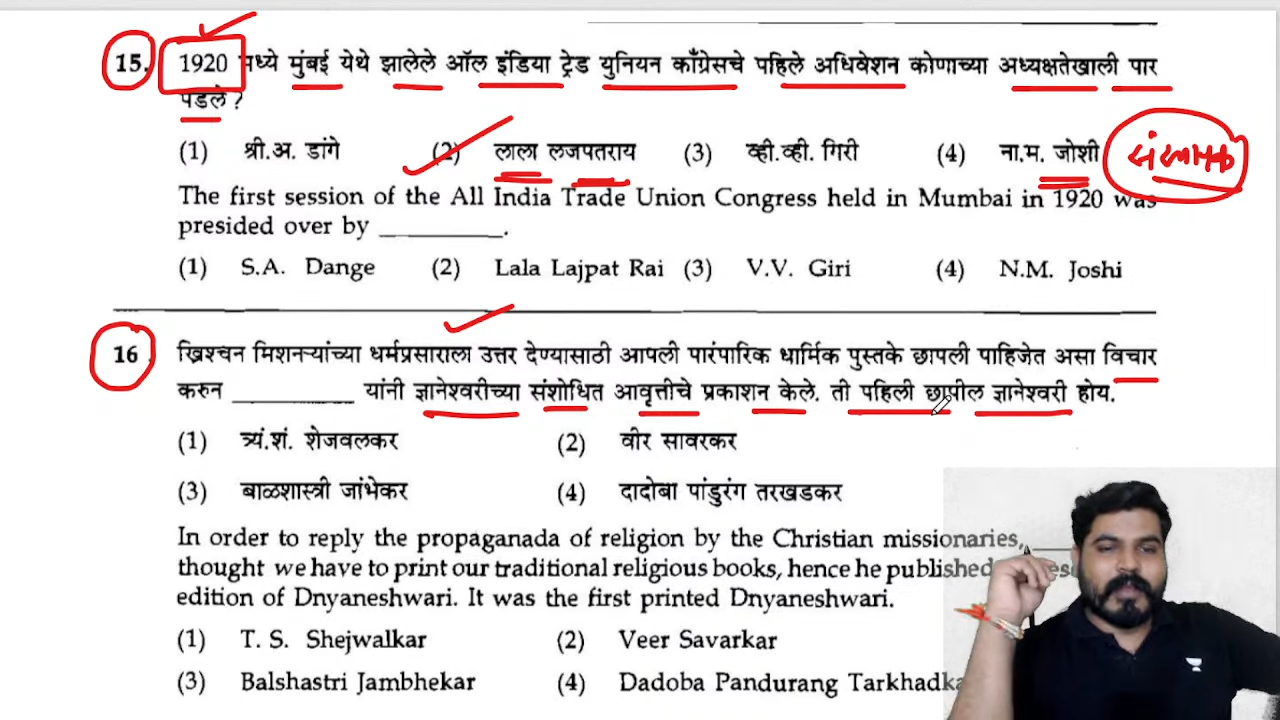 15. 1920 मध्ये मुंबई येथे झालेले ऑल इंडिया ट्रेड युनियन काँग्रेसचे पहिले अधिवेशन कोणाच्या अध्यक्षतेखाली पार
पडले ?
(1) श्री.अ. डांगे (2) लाला लजपतराय (3) व्ही.व्ही. गिरी (4) ना.म. जोशी संस्थापक
The first session of the All India Trade Union Congress held in Mumbai in 1920 was
presided over by __________.
(1) S.A. Dange (2) Lala Lajpat Rai (3) V.V. Giri (4) N.M. Joshi
16. ख्रिश्चन मिशनऱ्यांच्या धर्मप्रसाराला उत्तर देण्यासाठी आपली पारंपारिक धार्मिक पुस्तके छापली पाहिजेत असा विचार
करुन __________ यांनी ज्ञानेश्वरीच्या संशोधित आवृत्तीचे प्रकाशन केले. ती पहिली छापील ज्ञानेश्वरी होय.
(1) त्र्यं.शं. शेजवलकर (2) वीर सावरकर
(3) बाळशास्त्री जांभेकर (4) दादोबा पांडुरंग तरखडकर
In order to reply the propaganada of religion by the Christian missionaries, ___
thought we have to print our traditional religious books, hence he published
edition of Dnyaneshwari. It was the first printed Dnyaneshwari.
(1) T. S. Shejwalkar (2) Veer Savarkar
(3) Balshastri Jambhekar (4) Dadoba Pandurang